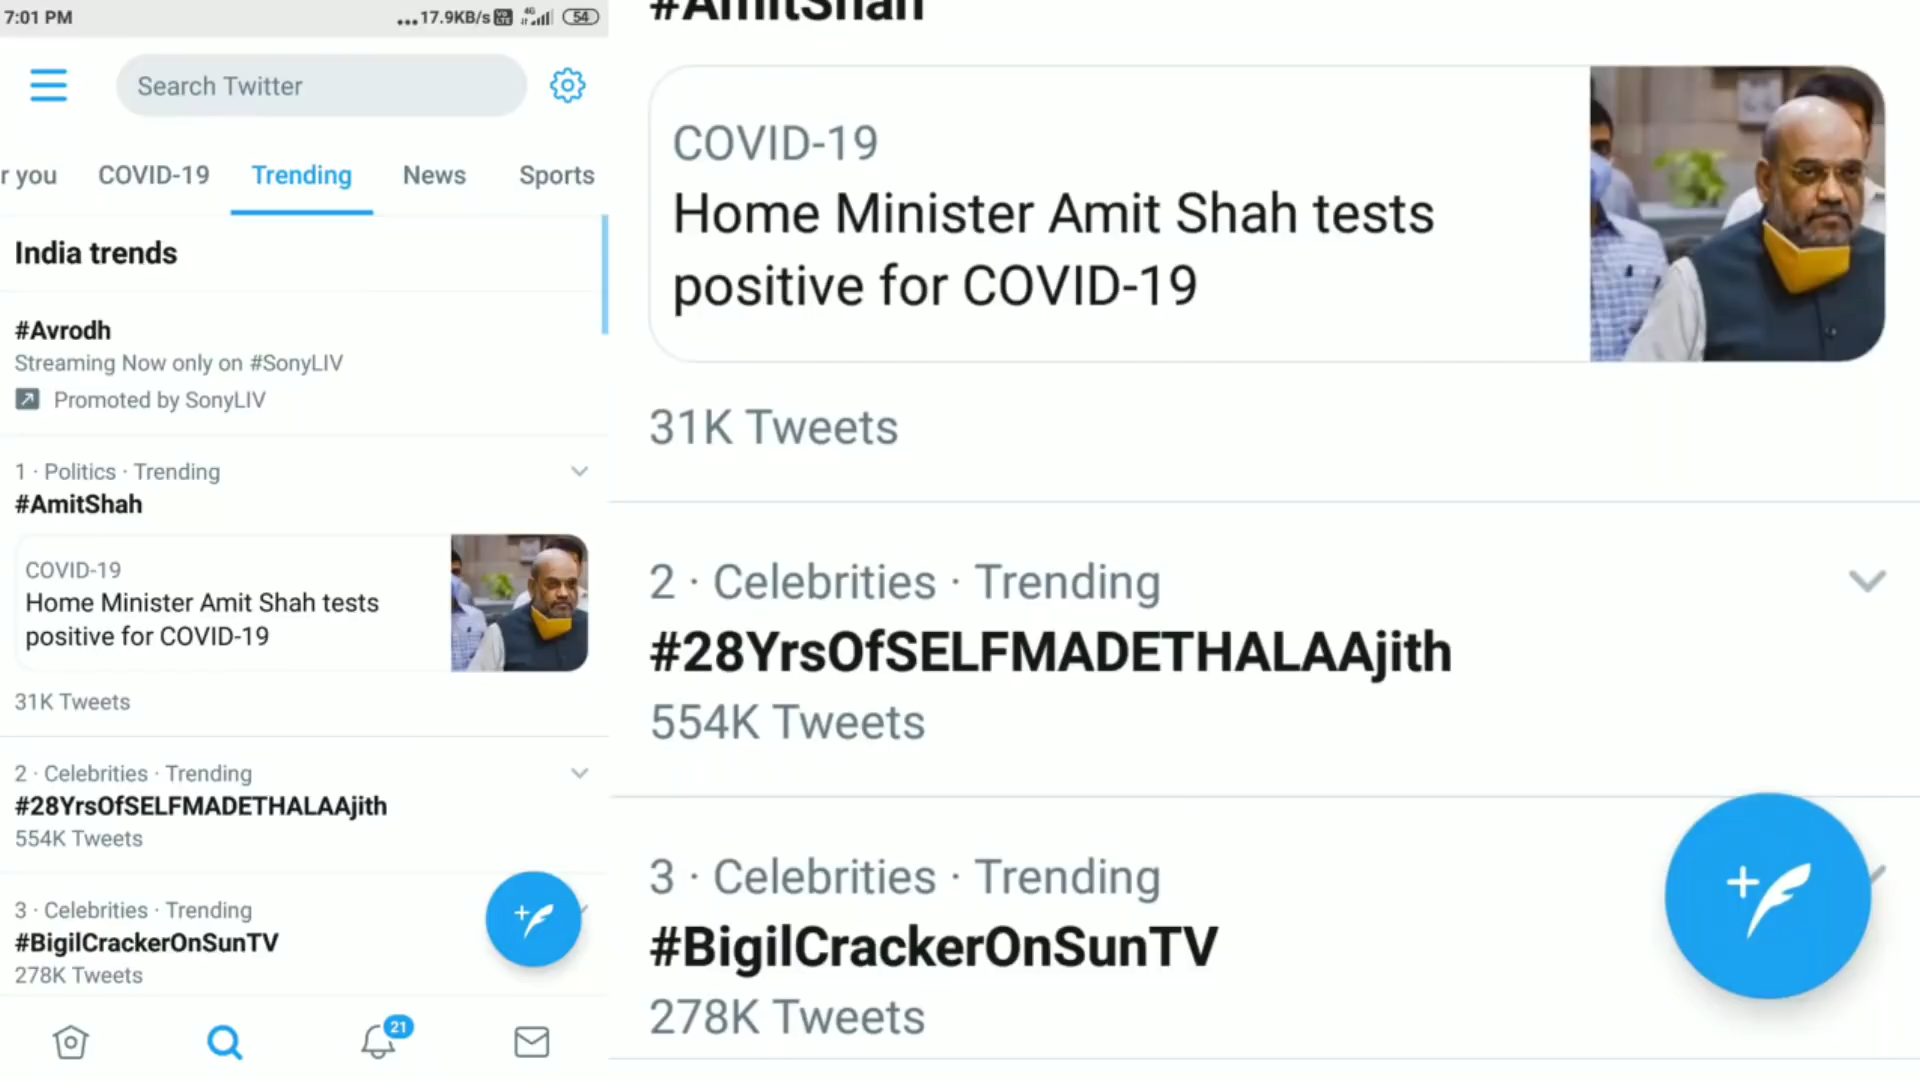 7:01 PM
...17.9KB/s
4G
54
Search Twitter
r you
COVID-19
Trending
News
Sports
India trends
#Avrodh
Streaming Now only on #SonyLIV
Promoted by SonyLIV
1 · Politics · Trending
#AmitShah
COVID-19
Home Minister Amit Shah tests
positive for COVID-19
31K Tweets
2 · Celebrities · Trending
#28YrsOfSELFMADETHALAAjith
554K Tweets
3 · Celebrities · Trending
#BigilCrackerOnSunTV
278K Tweets
21
#AmitShah
COVID-19
Home Minister Amit Shah tests
positive for COVID-19
31K Tweets
2 · Celebrities · Trending
#28YrsOfSELFMADETHALAAjith
554K Tweets
3 · Celebrities · Trending
#BigilCrackerOnSunTV
278K Tweets